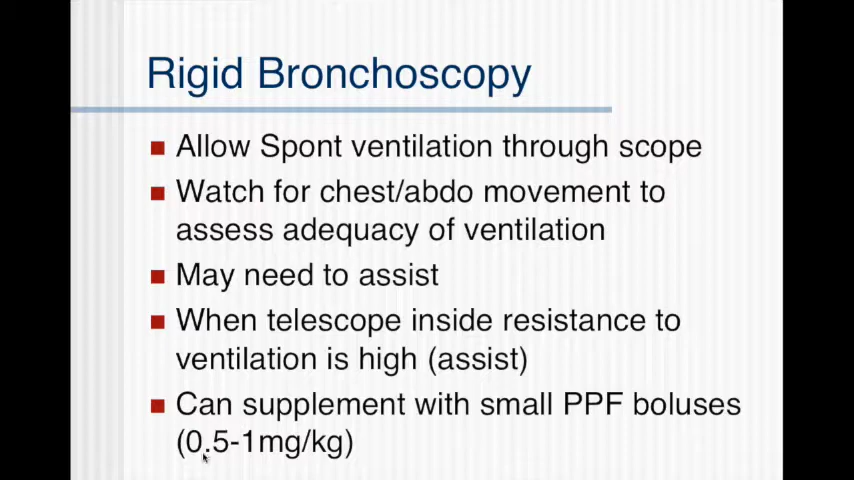 Rigid Bronchoscopy
Allow Spont ventilation through scope
Watch for chest/abdo movement to
assess adequacy of ventilation
May need to assist
When telescope inside resistance to
ventilation is high (assist)
Can supplement with small PPF boluses
(0.5-1mg/kg)